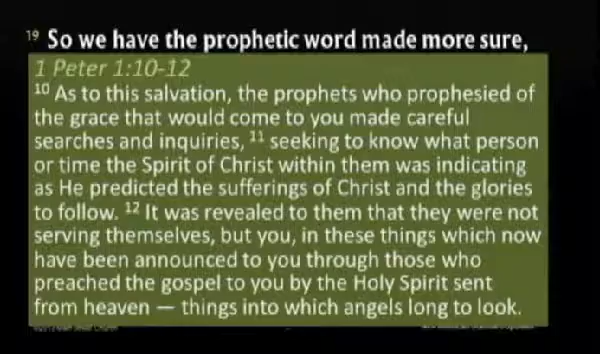 19 So we have the prophetic word made more sure,
1 Peter 1:10-12
10 As to this salvation, the prophets who prophesied of
the grace that would come to you made careful
searches and inquiries, 11 seeking to know what person
or time the Spirit of Christ within them was indicating
as He predicted the sufferings of Christ and the glories
to follow. 12 It was revealed to them that they were not
serving themselves, but you, in these things which now
have been announced to you through those who
preached the gospel to you by the Holy Spirit sent
from heaven — things into which angels long to look.